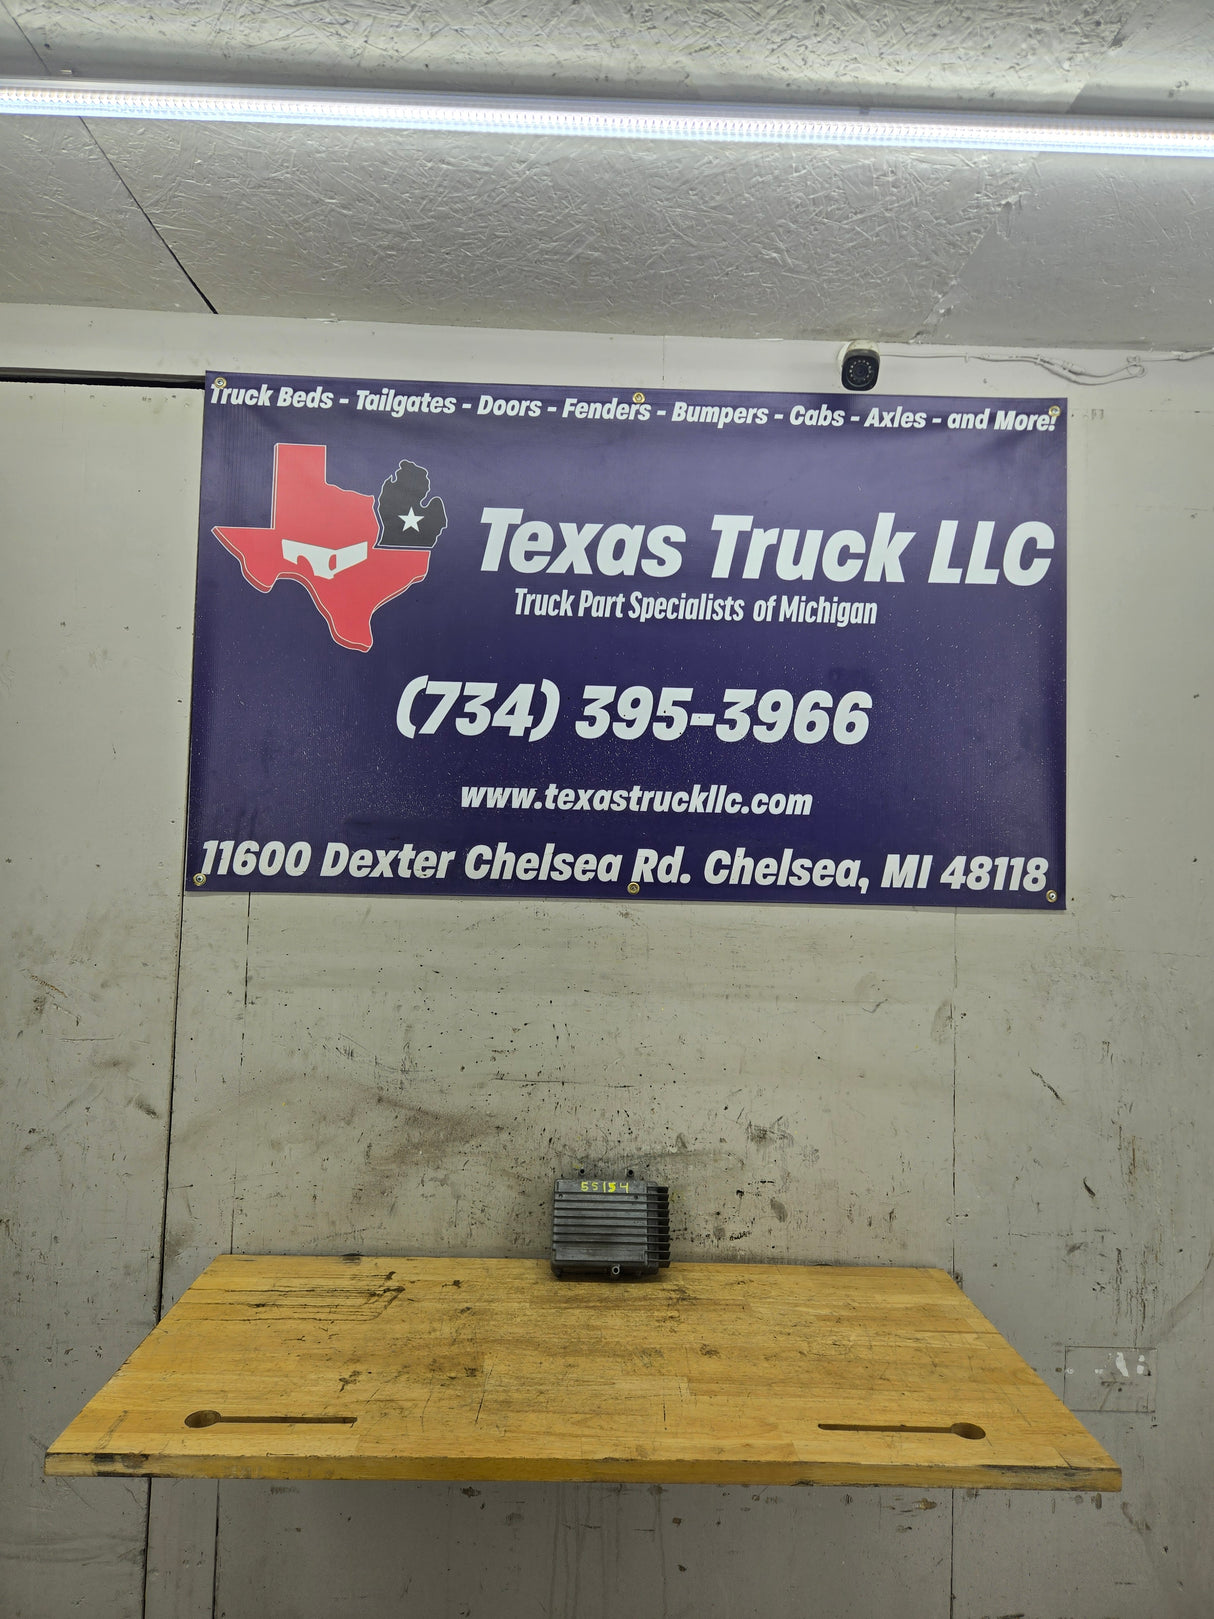 Truck Beds - Tailgates - Doors - Fenders - Bumpers - Cabs - Axles - and More!
Texas Truck LLC
Truck Part Specialists of Michigan
(734) 395-3966
www.texastruckllc.com
11600 Dexter Chelsea Rd. Chelsea, MI 48118
55154